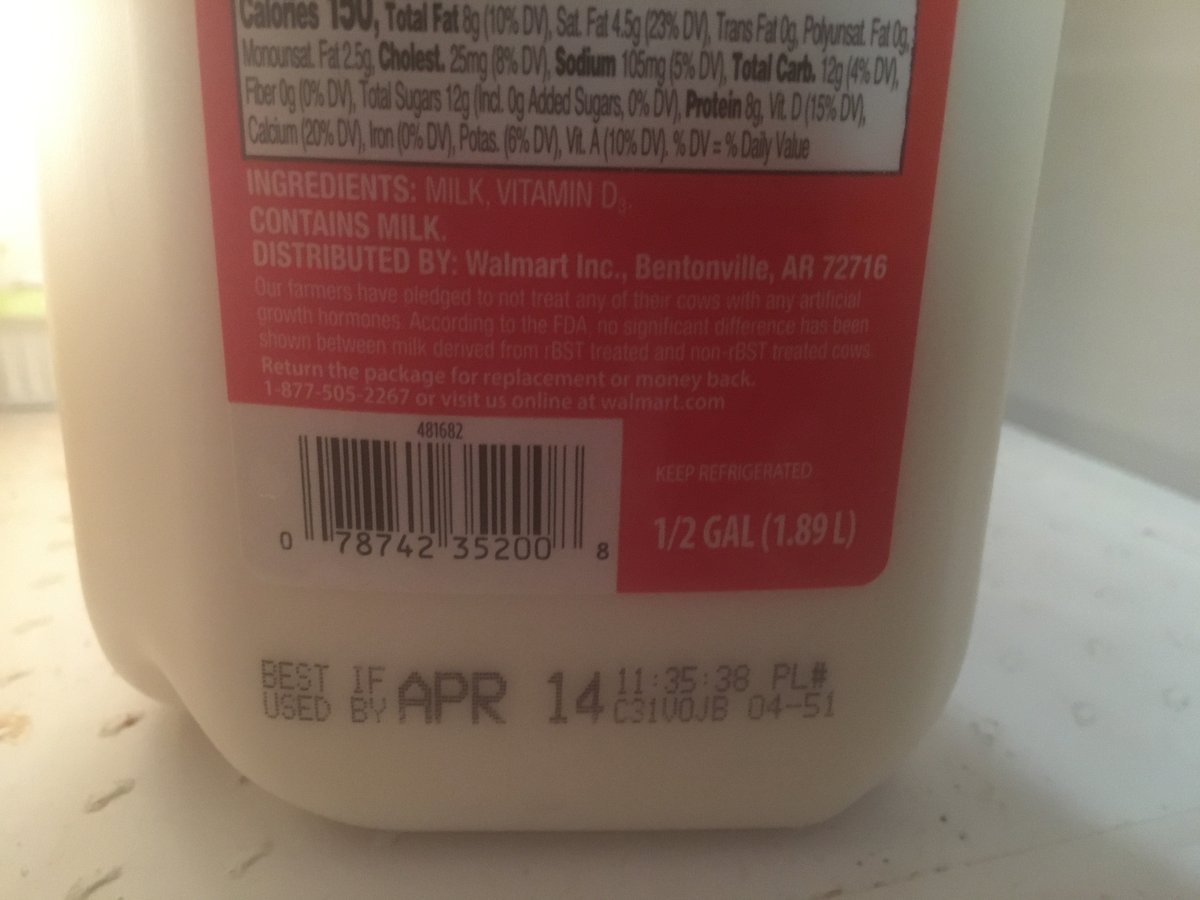 Calories 150, Total Fat 8g (10% DV), Sat. Fat 4.5g (23% DV), Trans Fat 0g, Polyunsat. Fat 0g,
Monounsat. Fat 2.5g, Cholest. 25mg (8% DV), Sodium 105mg (5% DV), Total Carb. 12g (4% DV),
Fiber 0g (0% DV), Total Sugars 12g (Incl. 0g Added Sugars, 0% DV), Protein 8g, Vit. D (15% DV),
Calcium (20% DV), Iron (0% DV), Potas. (6% DV), Vit. A (10% DV). % DV = % Daily Value
INGREDIENTS: MILK, VITAMIN D₃.
CONTAINS MILK.
DISTRIBUTED BY: Walmart Inc., Bentonville, AR 72716
Our farmers have pledged to not treat any of their cows with any artificial
growth hormones. According to the FDA, no significant difference has been
shown between milk derived from rBST treated and non-rBST treated cows.
Return the package for replacement or money back.
1-877-505-2267 or visit us online at walmart.com
481682
0 78742 35200 8
KEEP REFRIGERATED
1/2 GAL (1.89 L)
BEST IF USED BY APR 14 11:35:38 PL#
C31V0JB 04-51